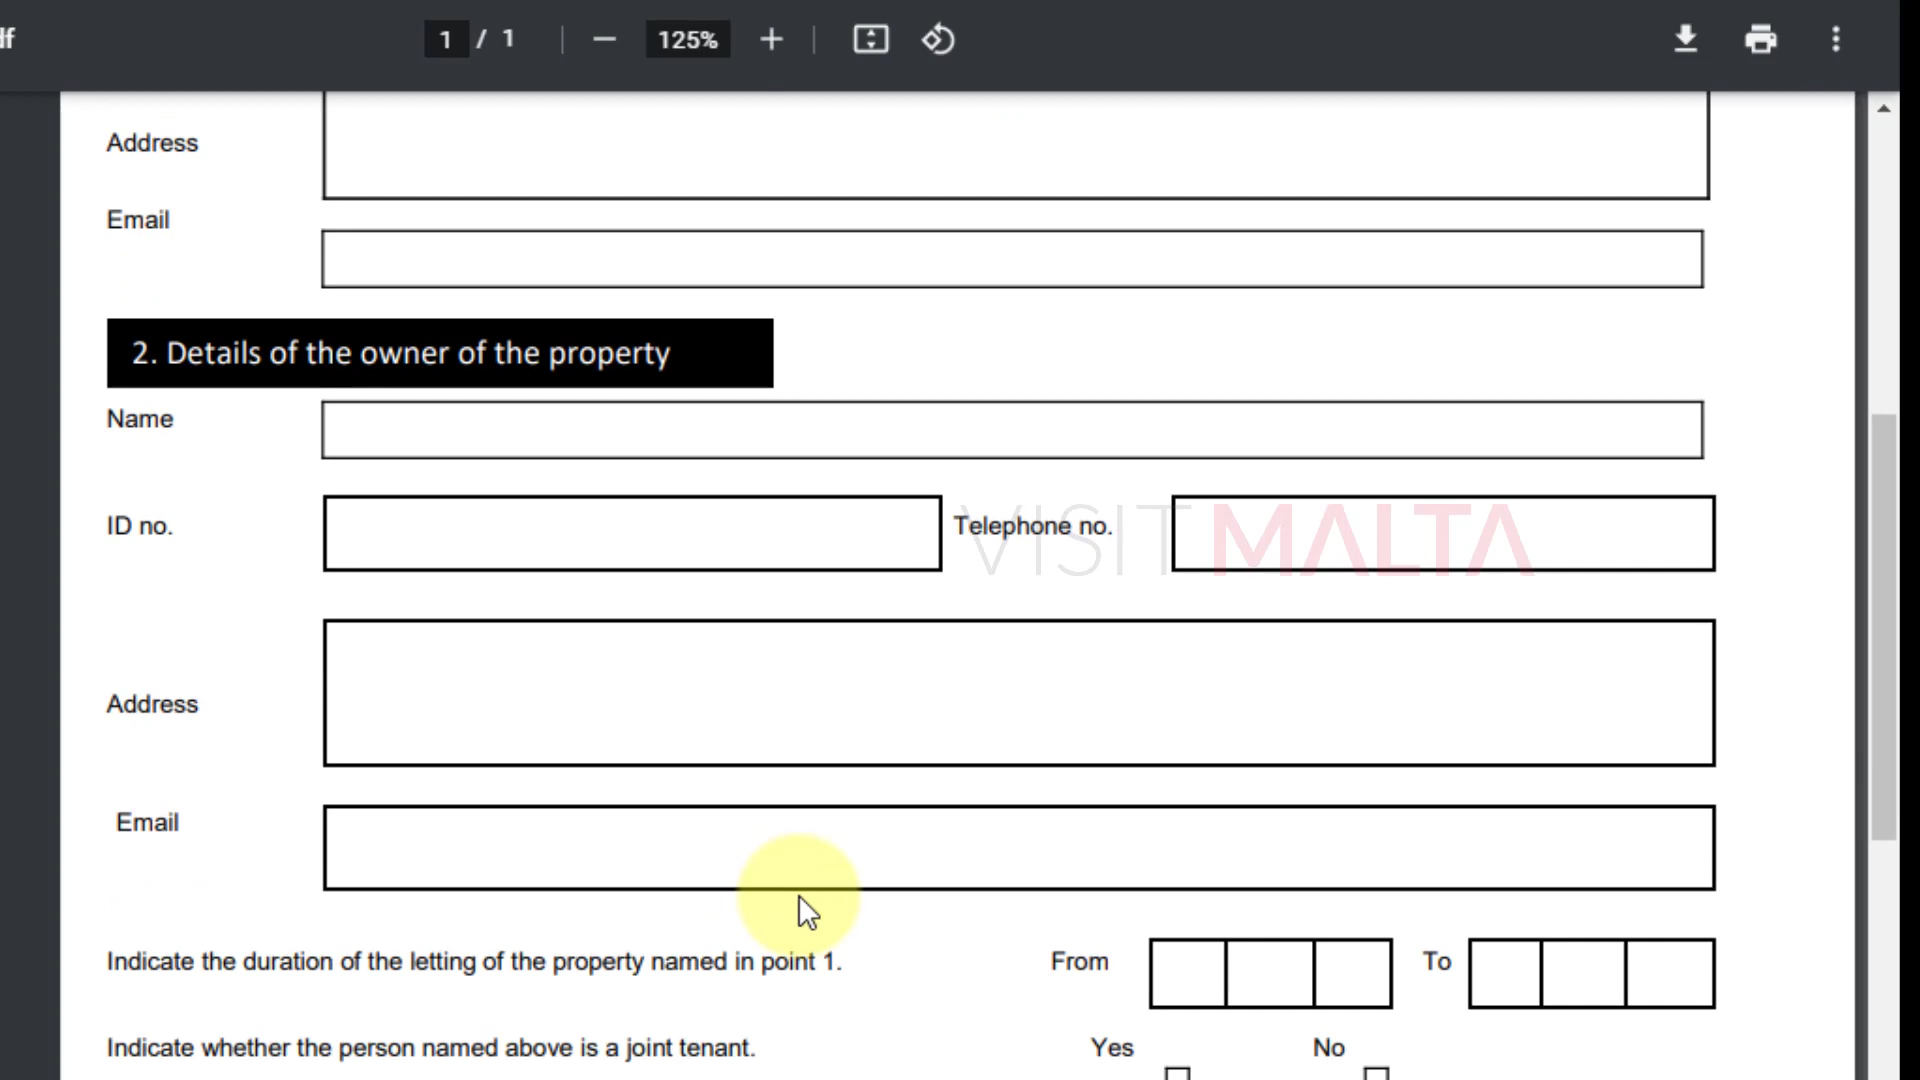 df
1 / 1
125%
Address
Email
2. Details of the owner of the property
Name
ID no.
Telephone no.
VISIT MALTA
Address
Email
Indicate the duration of the letting of the property named in point 1.
From
To
Indicate whether the person named above is a joint tenant.
Yes
No